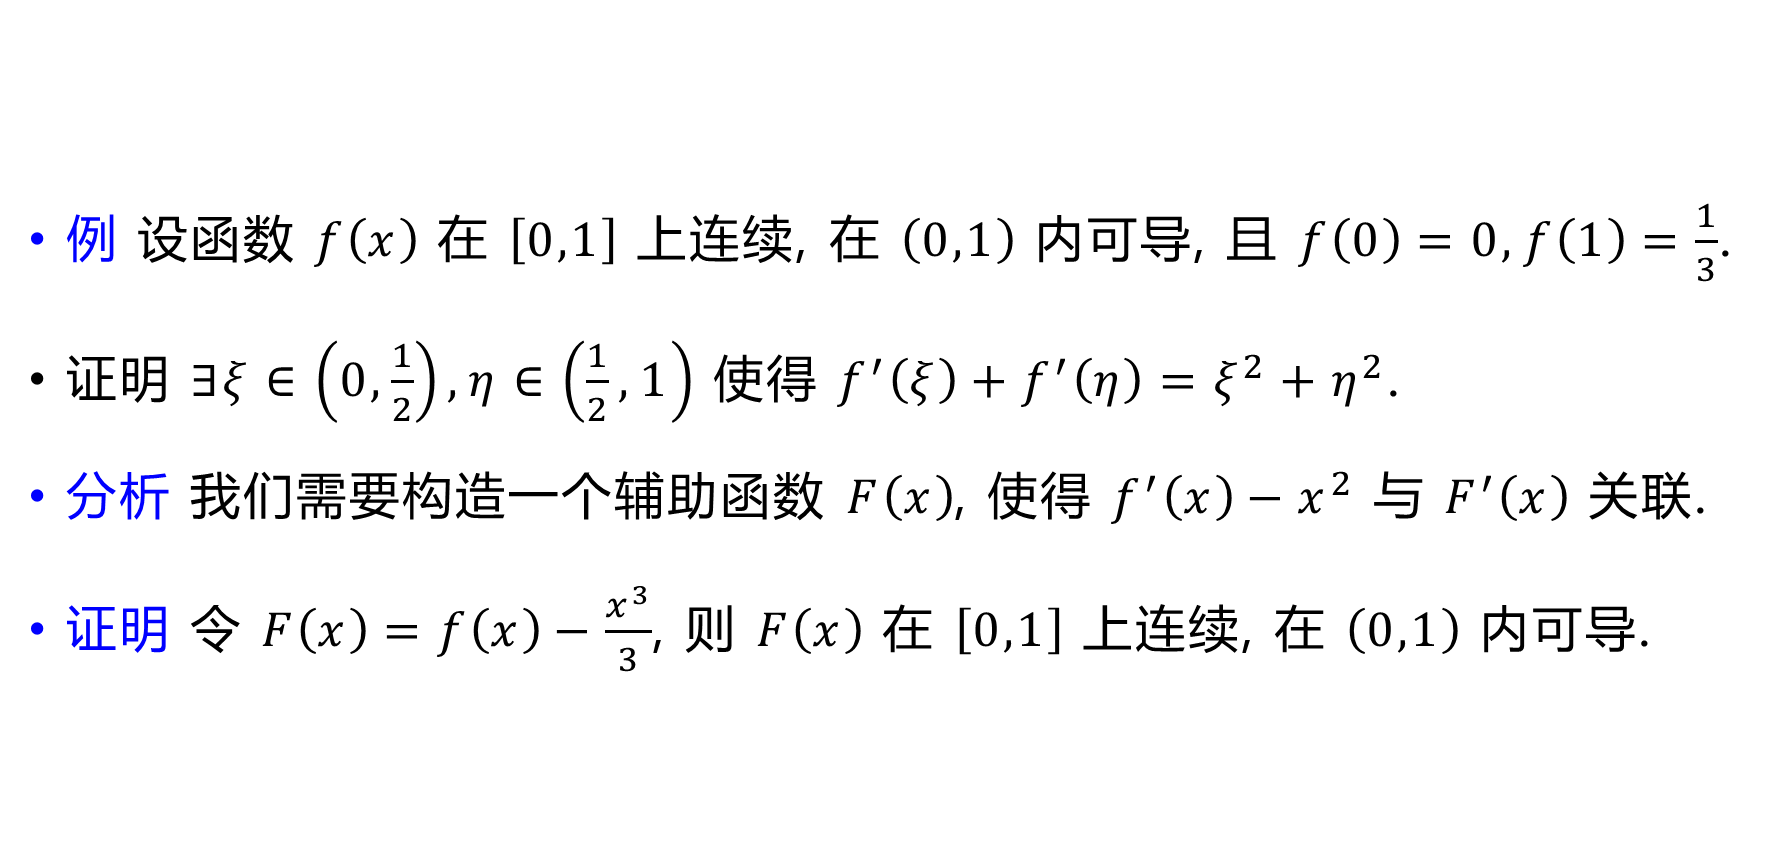 • 例 设函数 f(x) 在 [0,1] 上连续, 在 (0,1) 内可导, 且 f(0) = 0, f(1) = 1/3.
• 证明 ∃ξ ∈ (0, 1/2), η ∈ (1/2, 1) 使得 f′(ξ) + f′(η) = ξ² + η².
• 分析 我们需要构造一个辅助函数 F(x), 使得 f′(x) − x² 与 F′(x) 关联.
• 证明 令 F(x) = f(x) − x³/3, 则 F(x) 在 [0,1] 上连续, 在 (0,1) 内可导.